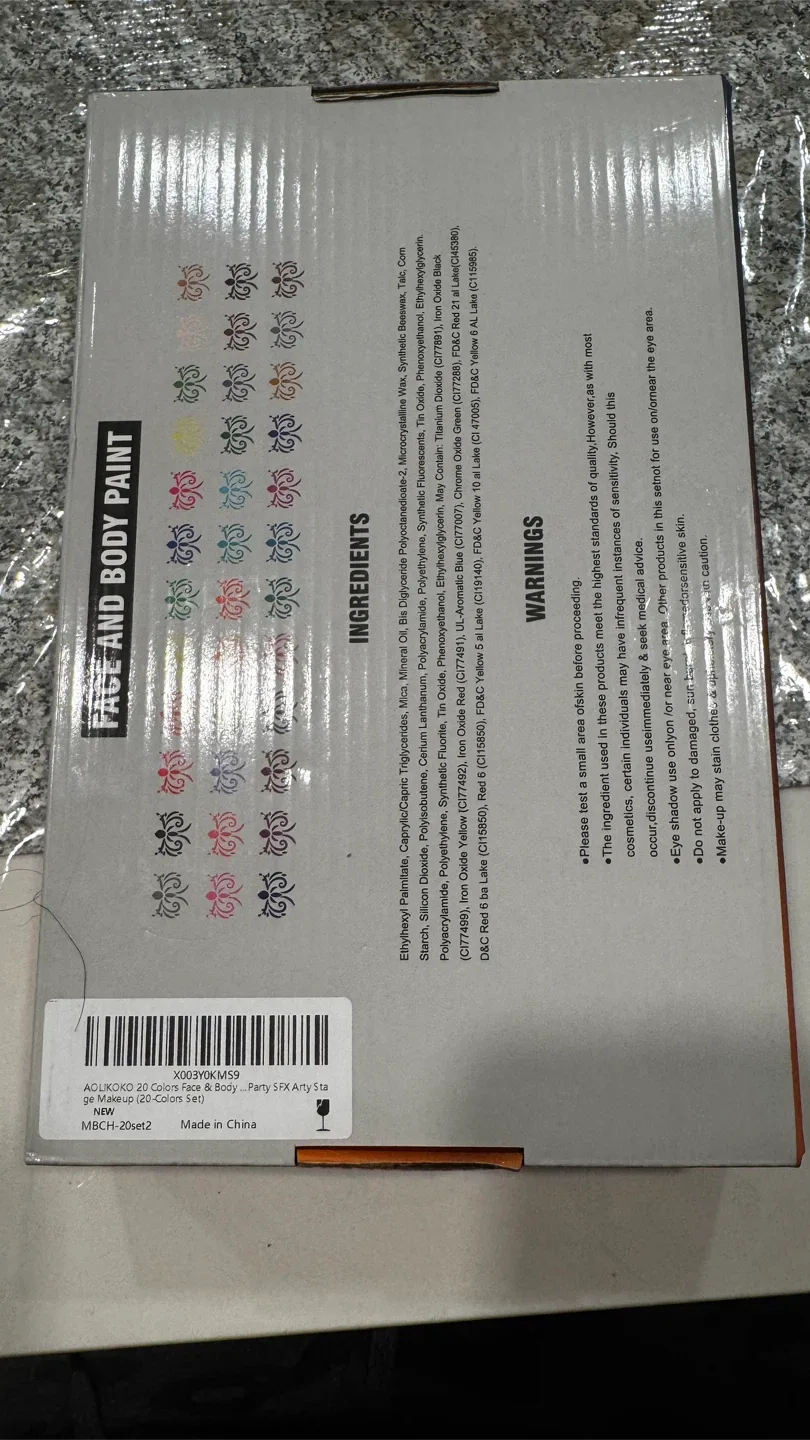 FACE AND BODY PAINT
INGREDIENTS
Ethylhexyl Palmitate, Caprylic/Capric Triglycerides, Mica, Mineral Oil, Bis Diglyceride Polyoctanedioate-2, Microcrystalline Wax, Synthetic Beeswax, Talc, Corn
Starch, Silicon Dioxide, Polyisobutene, Cerium Lanthanum, Polyacrylamide, Polyethylene, Synthetic Fluorescents, Tin Oxide, Phenoxyethanol, Ethylhexylglycerin.
Polyacrylamide, Polyethylene, Synthetic Fluorite, Tin Oxide, Phenoxyethanol, Ethylhexylglycerin, May Contain: Titanium Dioxide (CI77891), Iron Oxide Black
(CI77499), Iron Oxide Yellow (CI77492), Iron Oxide Red (CI77491), UL-Aromatic Blue (CI77007), Chrome Oxide Green (CI77288), FD&C Red 21 al Lake(CI45380),
D&C Red 6 ba Lake (CI15850), Red 6 (CI15850), FD&C Yellow 5 al Lake (CI19140), FD&C Yellow 10 al Lake (CI 47005), FD&C Yellow 6 AL Lake (C115985).
WARNINGS
•Please test a small area ofskin before proceeding.
•The ingredient used In these products meet the highest standards of quality.However,as with most
cosmetics, certain individuals may have infrequent instances of sensitivity, Should this
occur,discontinue useimmediately & seek medical advice.
•Eye shadow use onlyon /or near eye area. Other products in this setnot for use on/ornear the eye area.
•Do not apply to damaged, sun orsensitive skin.
•Make-up may stain clothes & caution.
X003Y0KMS9
AOLIKOKO 20 Colors Face & Body ...Party SFX Arty Sta
ge Makeup (20-Colors Set)
NEW
MBCH-20set2 Made in China